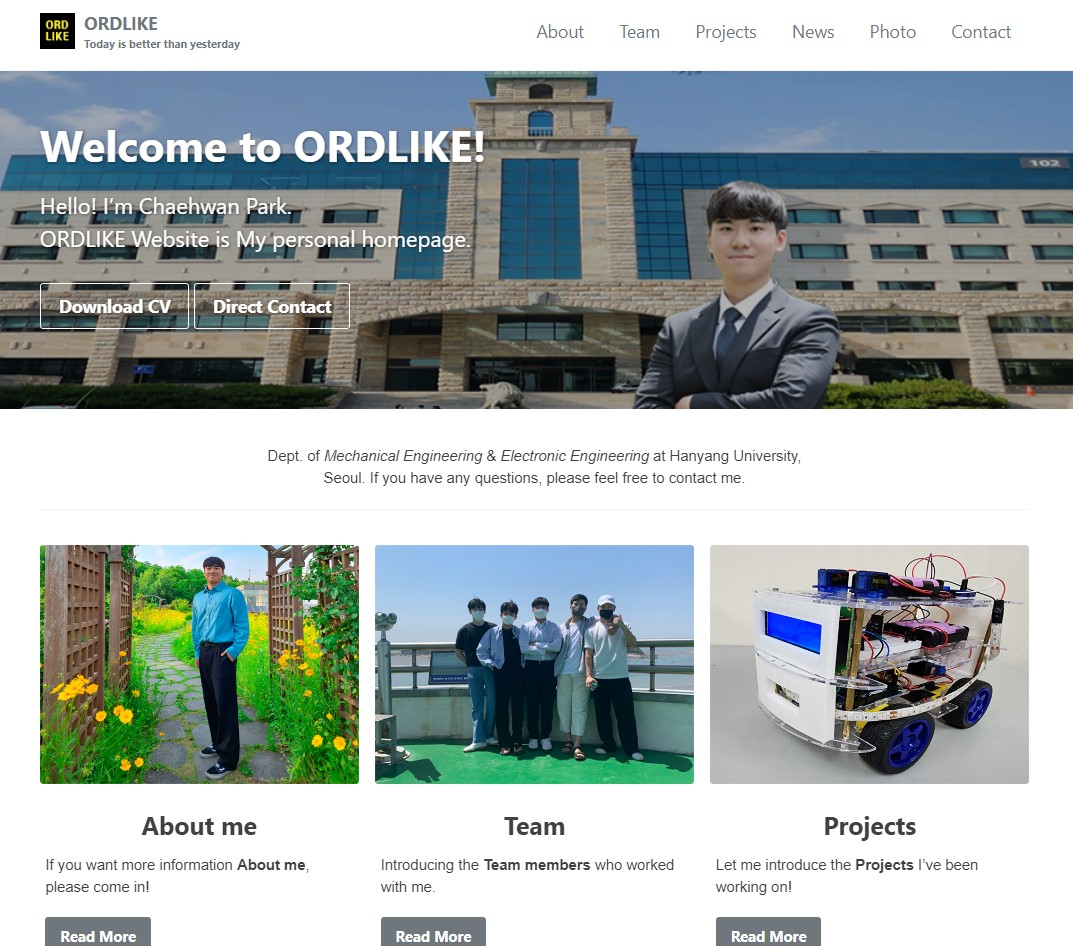 ORD
LIKE
ORDLIKE
Today is better than yesterday
About
Team
Projects
News
Photo
Contact
Welcome to ORDLIKE!
102
Hello! I'm Chaehwan Park.
ORDLIKE Website is My personal homepage.
Download CV
Direct Contact
Dept. of Mechanical Engineering & Electronic Engineering at Hanyang University,
Seoul. If you have any questions, please feel free to contact me.
About me
If you want more information About me,
please come in!
Read More
Team
Introducing the Team members who worked
with me.
Read More
Projects
Let me introduce the Projects I've been
working on!
Read More